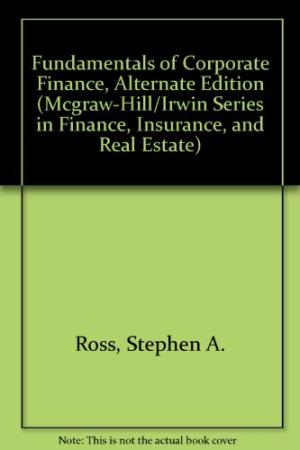 Fundamentals of Corporate
Finance, Alternate Edition
(Mcgraw-Hill/Irwin Series
in Finance, Insurance, and
Real Estate)
Ross, Stephen A.
Note: This is not the actual book cover